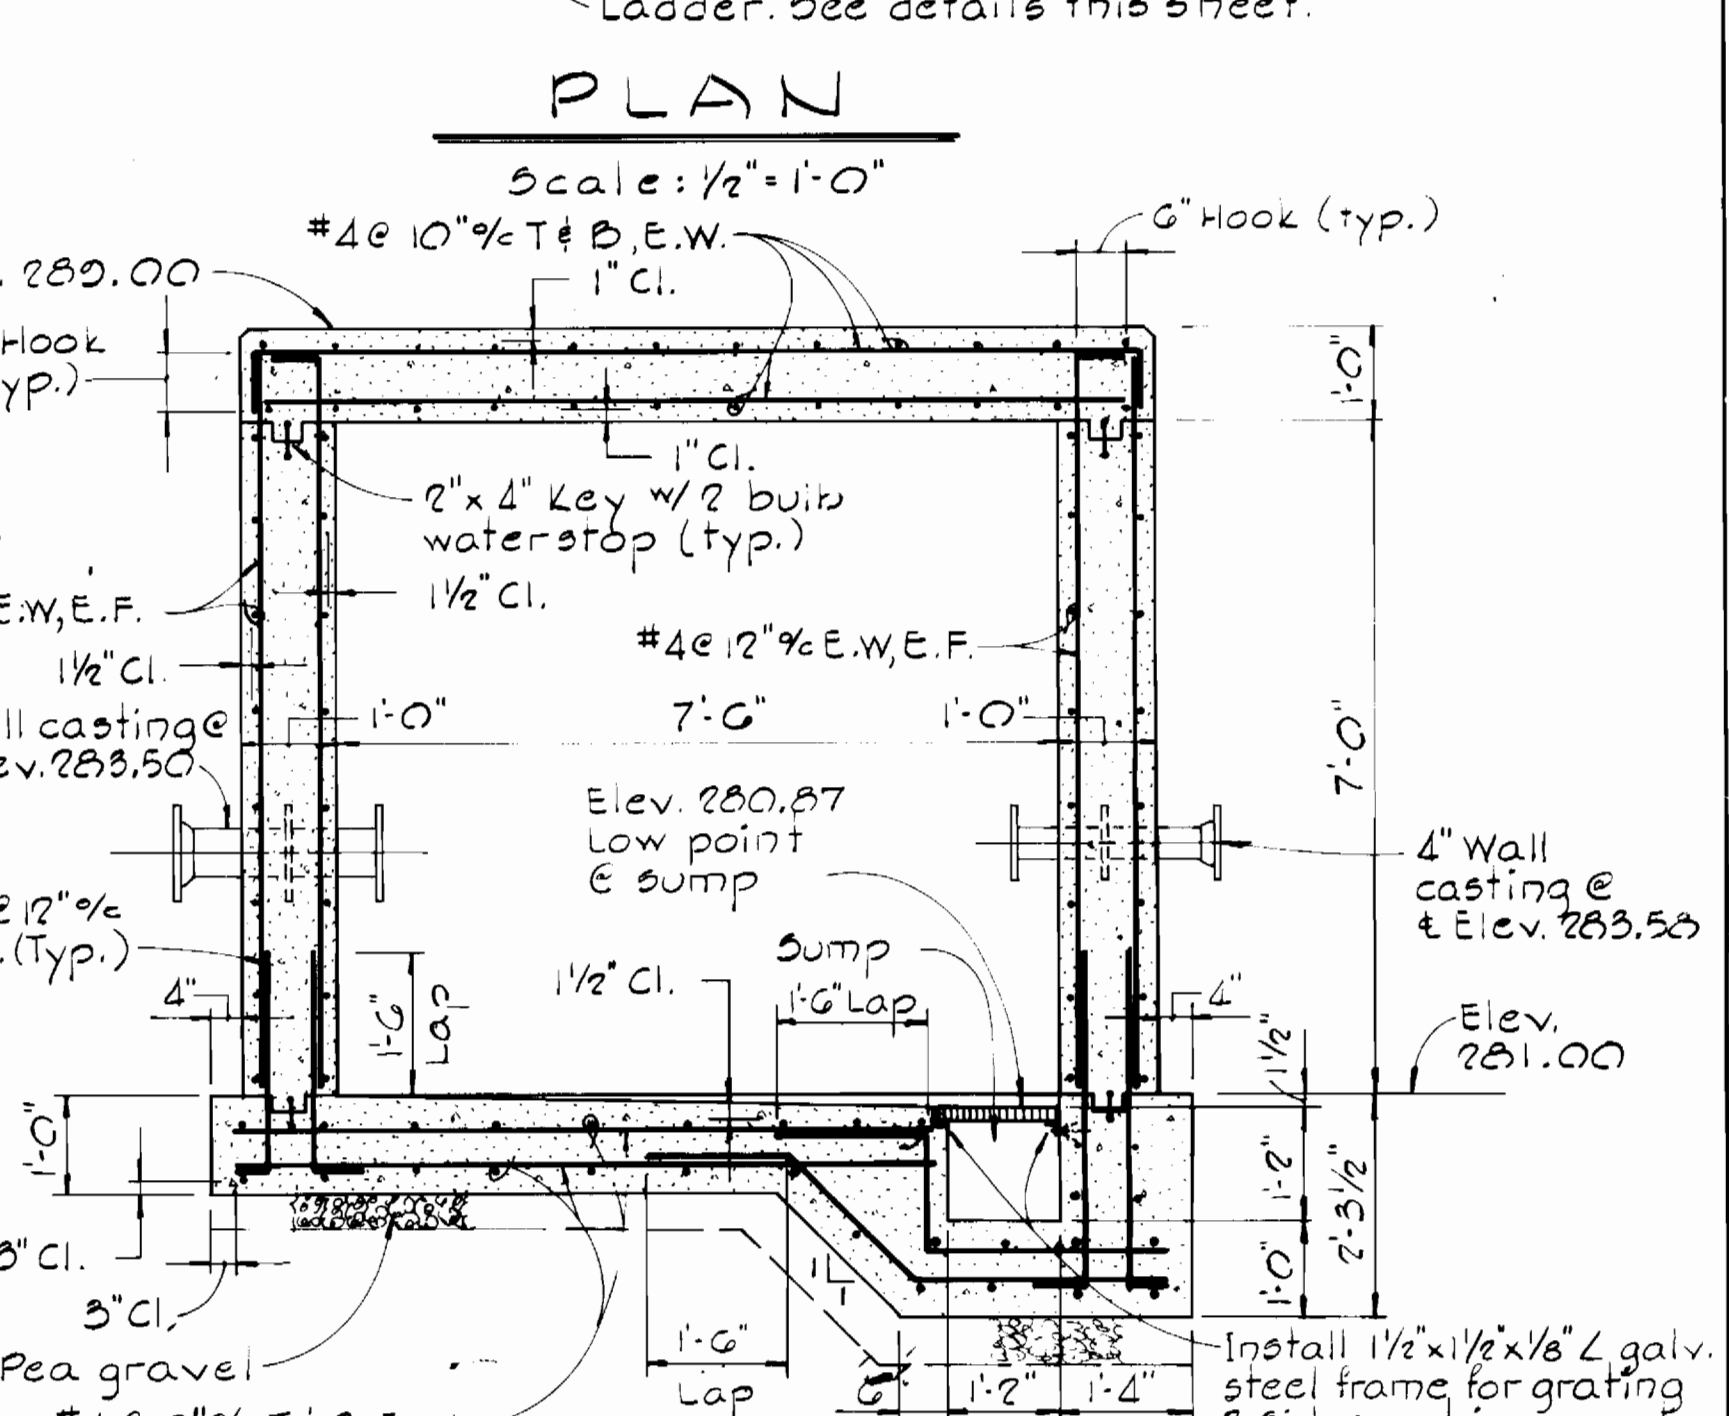 Ladder. See details this sheet.
PLAN
Scale: 1/2" = 1'-0"
#4@ 10" o/c T & B, E.W.
6" Hook (typ.)
289.00
1" Cl.
Hook
yp.)
1'-0"
1" Cl.
2" x 4" Key w/ 2 bulb
waterstop (typ.)
1 1/2" Cl.
E.W, E.F.
#4@ 12" o/c E.W, E.F.
1 1/2" Cl.
1'-0"
7'-6"
1'-0"
ll casting @
ev. 283.50
7'-0"
Elev. 280.87
Low point
@ sump
4" Wall
casting @
℄ Elev. 283.58
@ 12" o/c
. (Typ.)
Sump
1 1/2" Cl.
1'-6" Lap
4"
1'-6"
Lap
4"
1 1/2"
Elev.
281.00
1'-0"
1'-2"
2'-3 1/2"
1'-0"
3" Cl.
3" Cl.
1
1
Pea gravel
1'-6"
Lap
6"
1'-2"
1'-4"
Install 1 1/2" x 1 1/2" x 1/8" L galv.
steel frame for grating